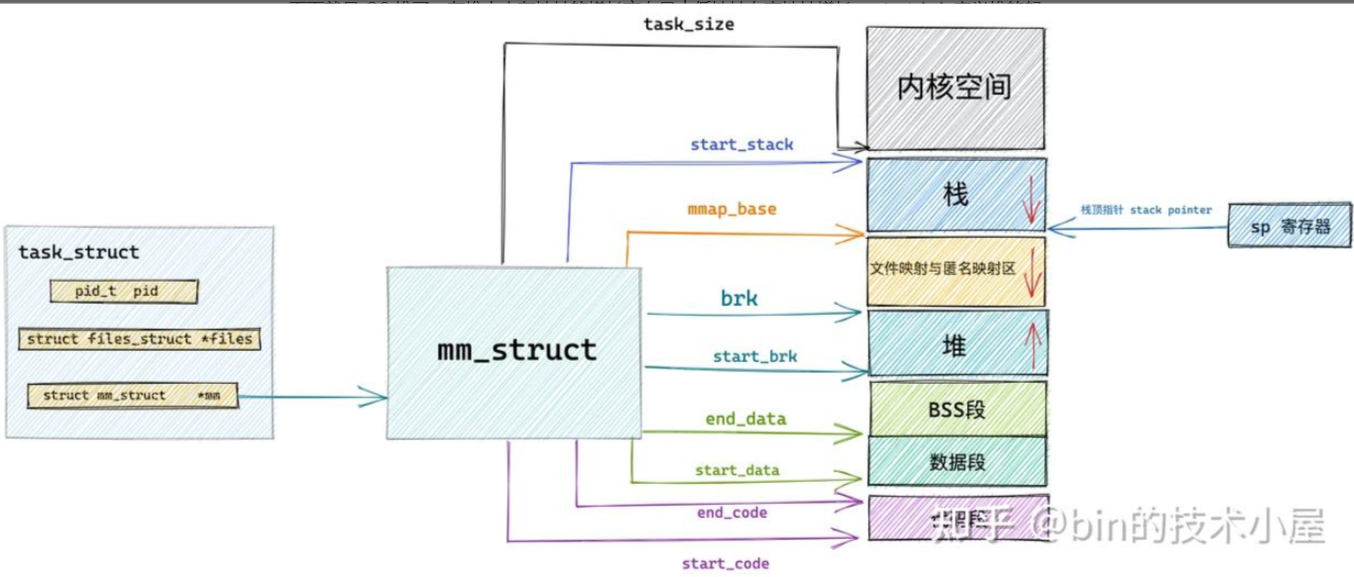 task_size
内核空间
start_stack
栈
mmap_base
栈顶指针 stack pointer
sp 寄存器
task_struct
文件映射与匿名映射区
pid_t pid
brk
struct files_struct *files
mm_struct
堆
start_brk
struct mm_struct *mm
BSS段
end_data
数据段
start_data
end_code
知乎 @bin的技术小屋
start_code